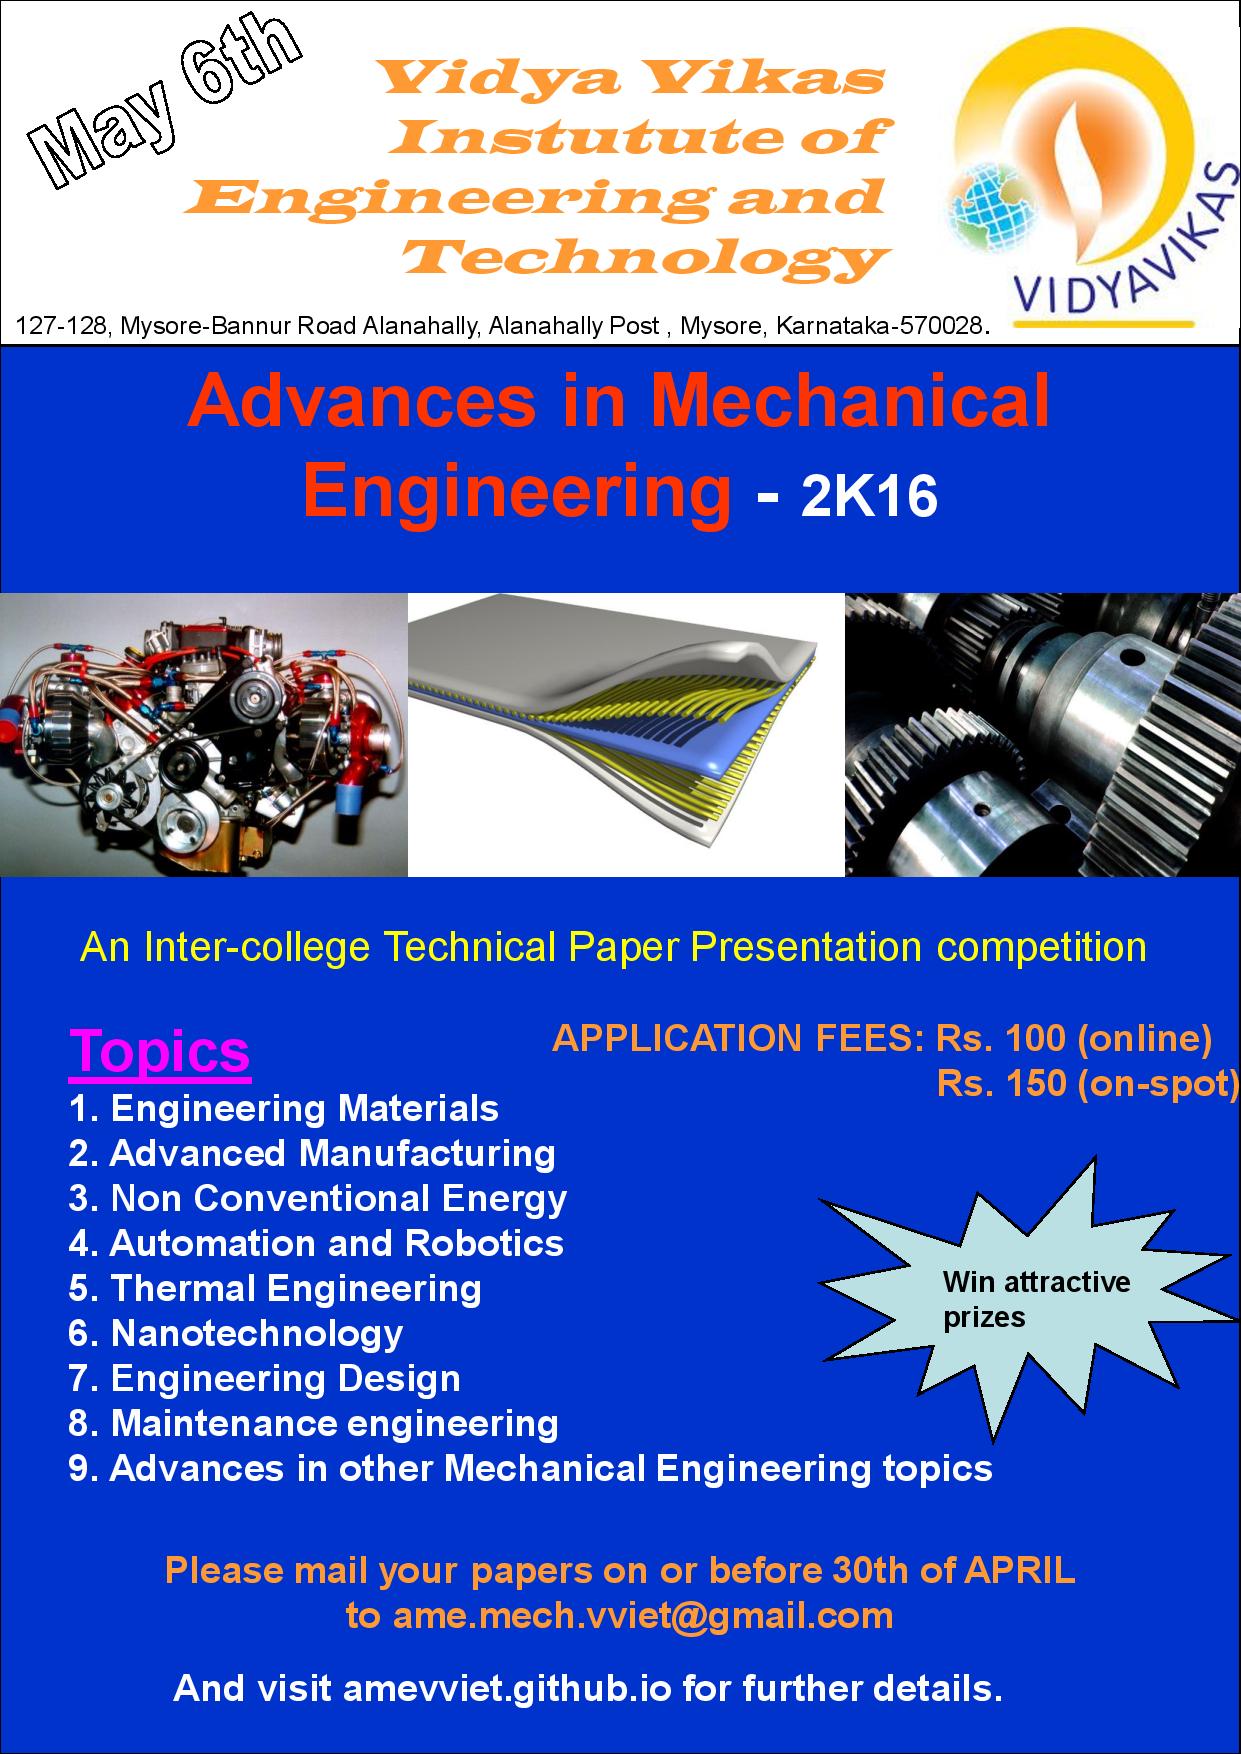 May 6th
Vidya Vikas
Instutute of
Engineering and
Technology
VIDYAVIKAS
127-128, Mysore-Bannur Road Alanahally, Alanahally Post , Mysore, Karnataka-570028.
Advances in Mechanical
Engineering - 2K16
An Inter-college Technical Paper Presentation competition
APPLICATION FEES: Rs. 100 (online)
Rs. 150 (on-spot)
Topics
1. Engineering Materials
2. Advanced Manufacturing
3. Non Conventional Energy
4. Automation and Robotics
5. Thermal Engineering
6. Nanotechnology
7. Engineering Design
8. Maintenance engineering
9. Advances in other Mechanical Engineering topics
Win attractive
prizes
Please mail your papers on or before 30th of APRIL
to ame.mech.vviet@gmail.com
And visit amevviet.github.io for further details.